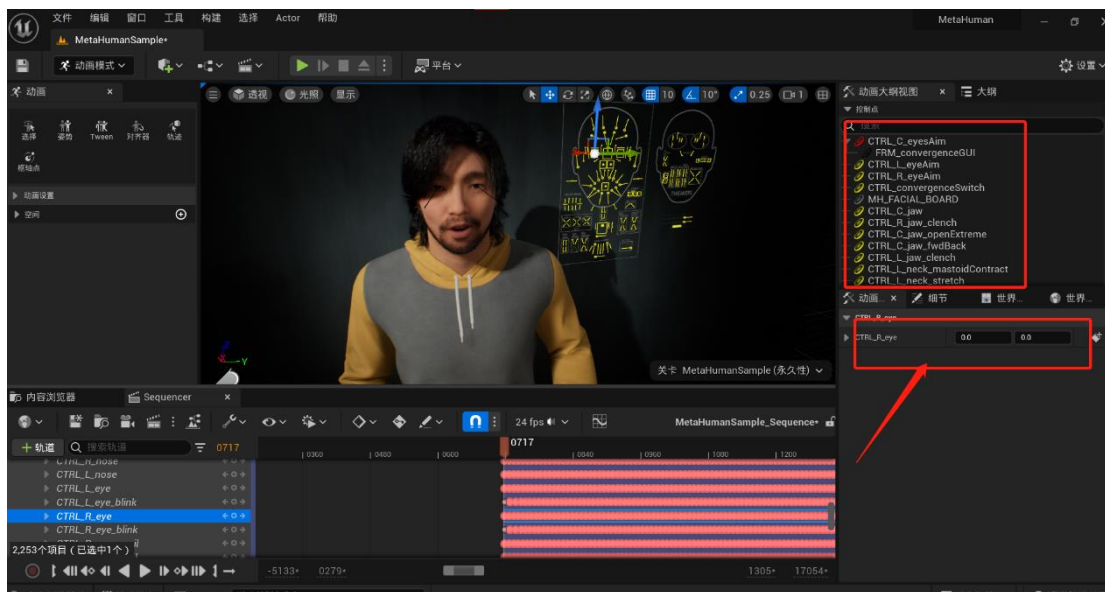 文件 编辑 窗口 工具 构建 选择 Actor 帮助
MetaHuman
MetaHumanSample*
动画模式
平台
设置
动画
透视 光照 显示
10 10° 0.25 1
动画大纲视图 大纲
控制点
搜索
选择 姿势 Tween 对齐器 轨迹
枢轴点
动画设置
空间
CTRL_C_eyesAim
FRM_convergenceGUI
CTRL_L_eyeAim
CTRL_R_eyeAim
CTRL_convergenceSwitch
MH_FACIAL_BOARD
CTRL_C_jaw
CTRL_R_jaw_clench
CTRL_C_jaw_openExtreme
CTRL_C_jaw_fwdBack
CTRL_L_jaw_clench
CTRL_L_neck_mastoidContract
CTRL_L_neck_stretch
动画... 细节 世界... 世界...
CTRL_R_eye
CTRL_R_eye 0.0 0.0
Z
X Y
关卡 MetaHumanSample (永久性)
内容浏览器 Sequencer
24 fps MetaHumanSample_Sequence*
轨道 搜索轨道 0717
0717
0360 0480 0600 0840 0960 1080 1200
CTRL_R_nose
CTRL_L_nose
CTRL_L_eye
CTRL_L_eye_blink
CTRL_R_eye
CTRL_R_eye_blink
2,253个项目 (已选中1个)
-5133* 0279* 1305* 17054*